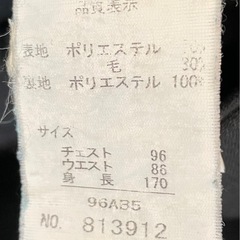 品質表示
表地 ポリエステル
毛 30%
裏地 ポリエステル 100%
サイズ
チェスト 96
ウエスト 86
身長 170
96A35
NO. 813912